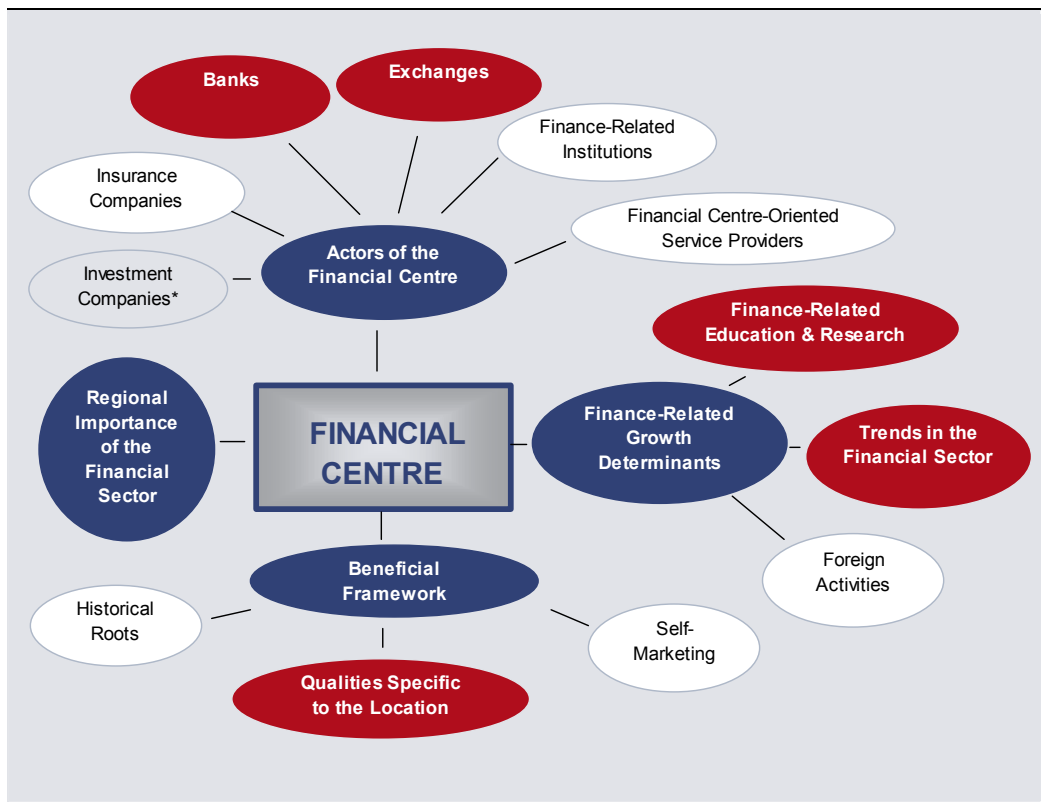 Banks
Exchanges
Finance-Related
Institutions
Insurance
Companies
Financial Centre-Oriented
Service Providers
Actors of the
Financial Centre
Investment
Companies*
Finance-Related
Education & Research
Regional
Importance
of the
Financial
Sector
FINANCIAL
CENTRE
Finance-Related
Growth
Determinants
Trends in the
Financial Sector
Beneficial
Framework
Foreign
Activities
Historical
Roots
Self-
Marketing
Qualities Specific
to the Location